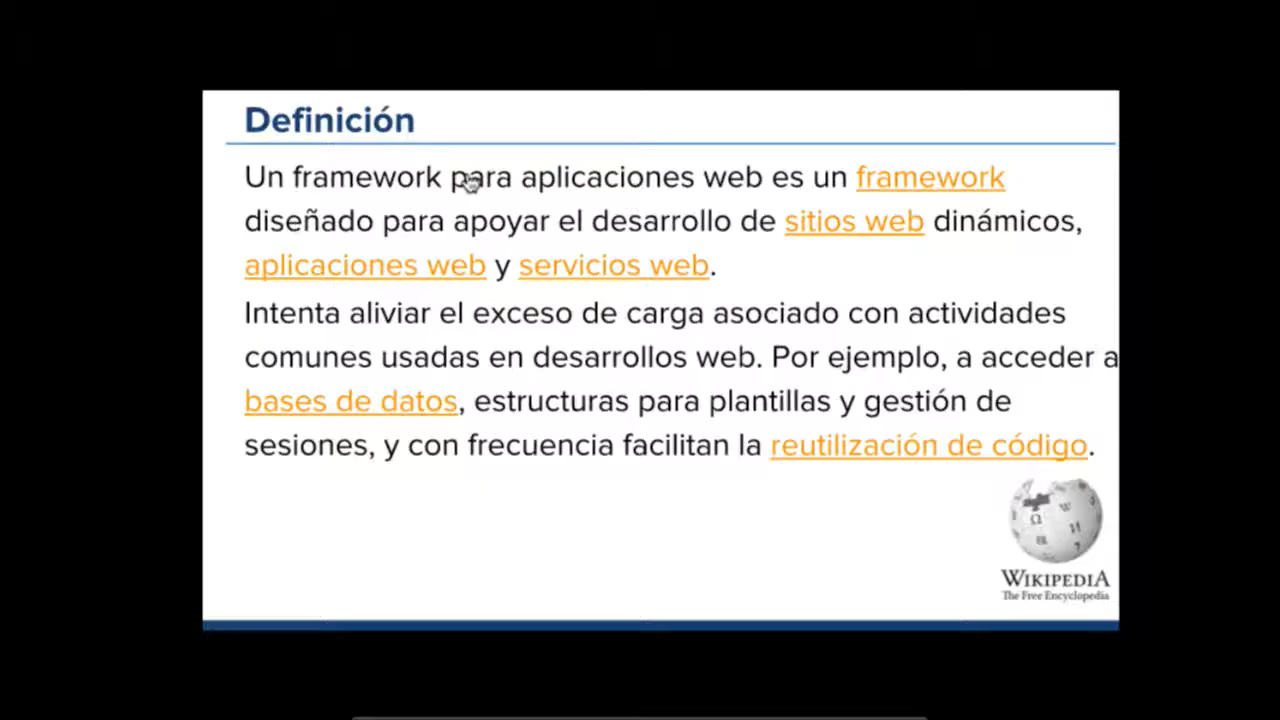 Definición
Un framework para aplicaciones web es un framework
diseñado para apoyar el desarrollo de sitios web dinámicos,
aplicaciones web y servicios web.
Intenta aliviar el exceso de carga asociado con actividades
comunes usadas en desarrollos web. Por ejemplo, a acceder a
bases de datos, estructuras para plantillas y gestión de
sesiones, y con frecuencia facilitan la reutilización de código.
WIKIPEDIA
The Free Encyclopedia